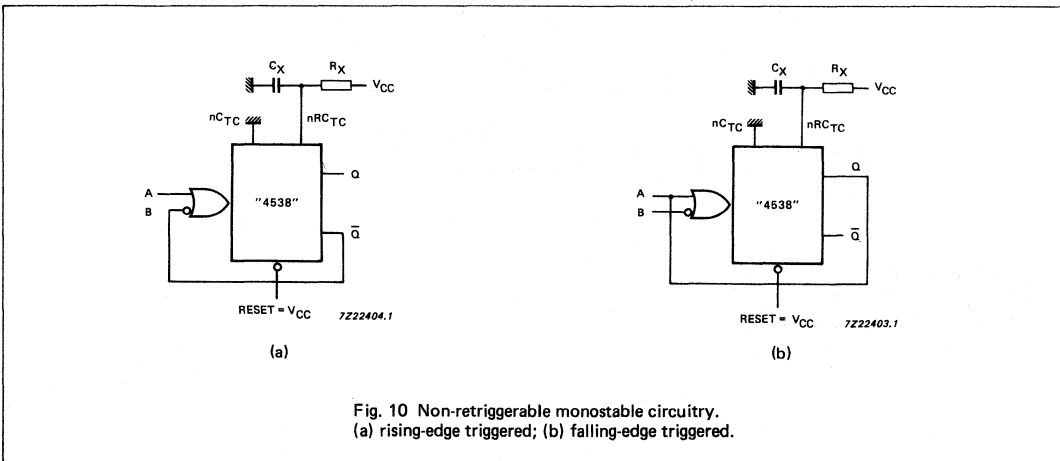 C_X R_X V_CC
nC_TC nRC_TC
A
B
"4538"
Q
Q̅
RESET = V_CC
7Z22404.1
(a)
C_X R_X V_CC
nC_TC nRC_TC
A
B
"4538"
Q
Q̅
RESET = V_CC
7Z22403.1
(b)
Fig. 10 Non-retriggerable monostable circuitry.
(a) rising-edge triggered; (b) falling-edge triggered.